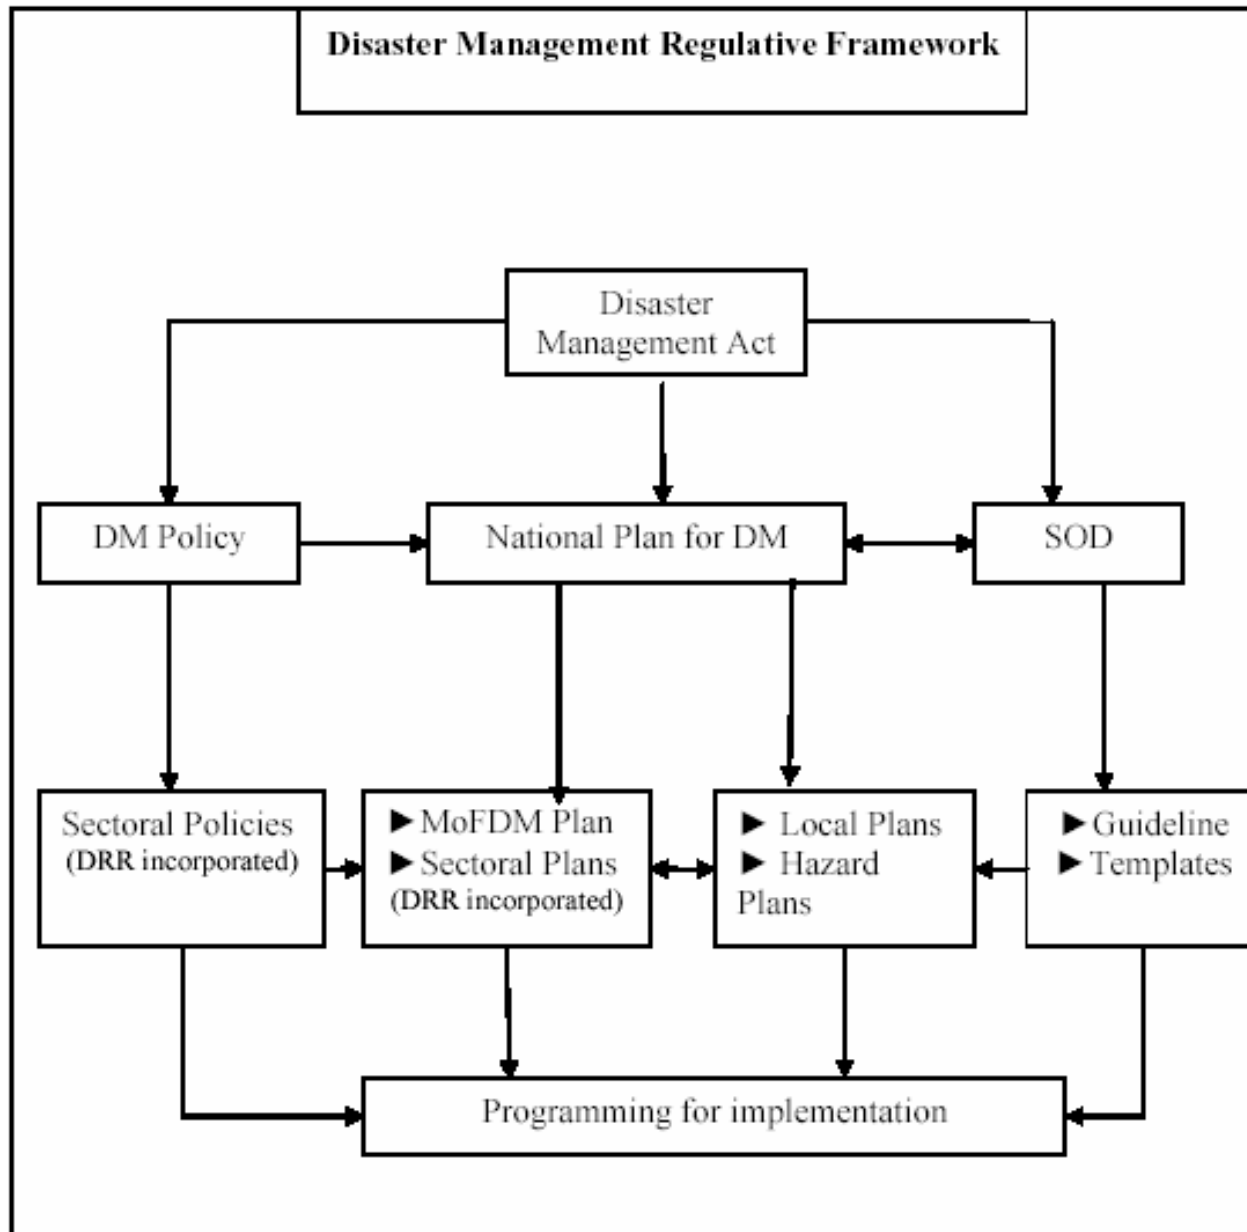 Disaster Management Regulative Framework
Disaster
Management Act
DM Policy
National Plan for DM
SOD
Sectoral Policies
(DRR incorporated)
►MoFDM Plan
►Sectoral Plans
(DRR incorporated)
► Local Plans
► Hazard
Plans
►Guideline
►Templates
Programming for implementation